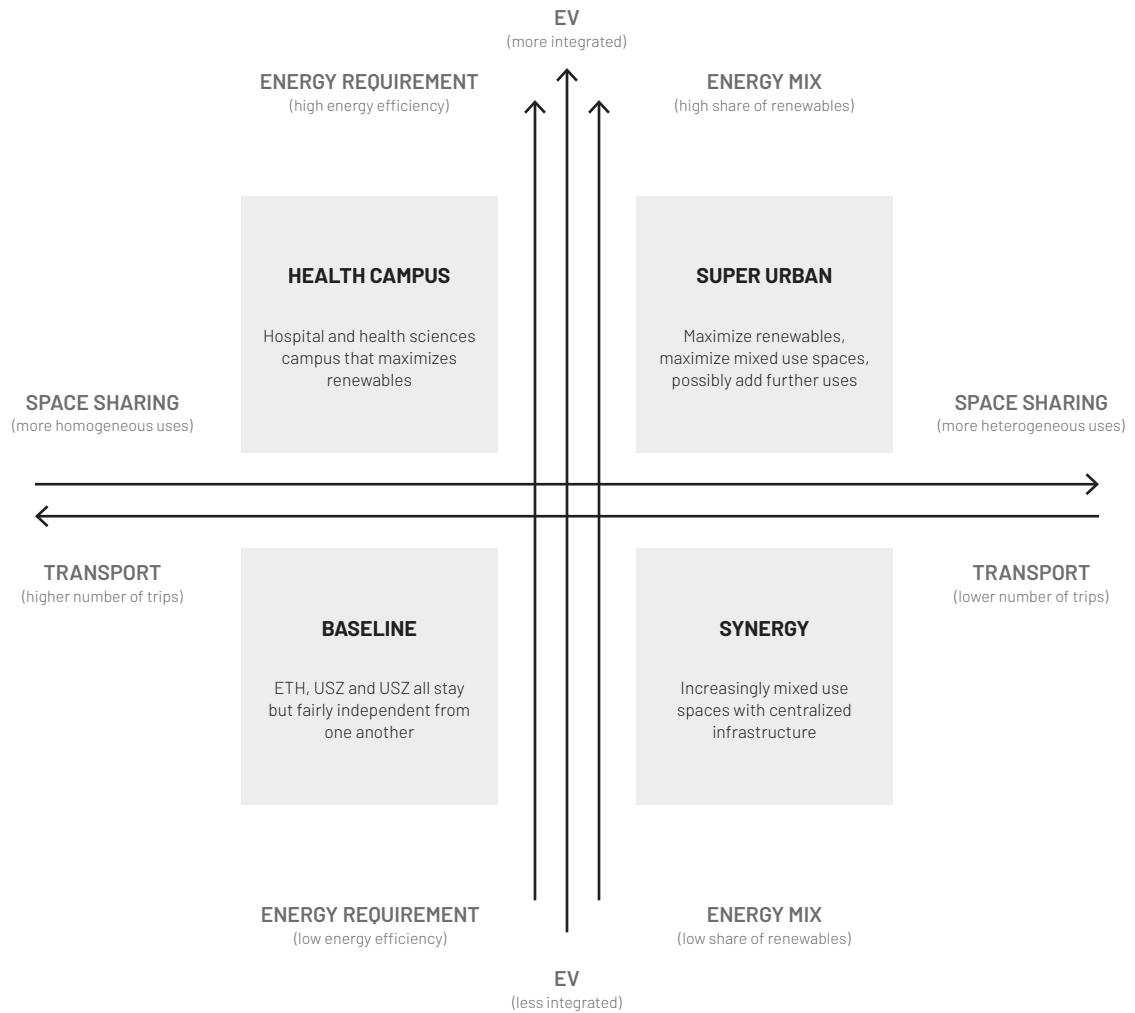 EV
(more integrated)
ENERGY REQUIREMENT
(high energy efficiency)
ENERGY MIX
(high share of renewables)
HEALTH CAMPUS
Hospital and health sciences
campus that maximizes
renewables
SUPER URBAN
Maximize renewables,
maximize mixed use spaces,
possibly add further uses
SPACE SHARING
(more homogeneous uses)
SPACE SHARING
(more heterogeneous uses)
TRANSPORT
(higher number of trips)
TRANSPORT
(lower number of trips)
BASELINE
ETH, USZ and USZ all stay
but fairly independent from
one another
SYNERGY
Increasingly mixed use
spaces with centralized
infrastructure
ENERGY REQUIREMENT
(low energy efficiency)
ENERGY MIX
(low share of renewables)
EV
(less integrated)